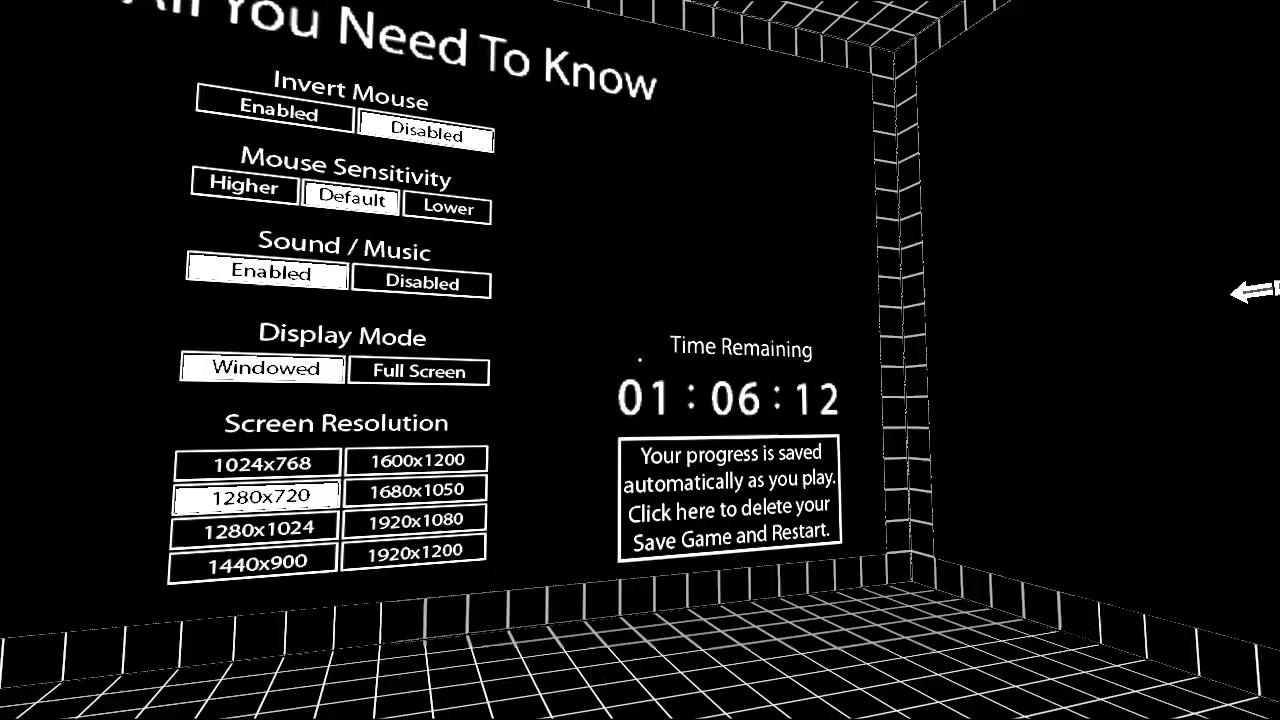 All You Need To Know
Invert Mouse
Enabled Disabled
Mouse Sensitivity
Higher Default Lower
Sound / Music
Enabled Disabled
Display Mode
Windowed Full Screen
Screen Resolution
1024x768 1600x1200
1280x720 1680x1050
1280x1024 1920x1080
1440x900 1920x1200
Time Remaining
01 : 06 : 12
Your progress is saved
automatically as you play.
Click here to delete your
Save Game and Restart.